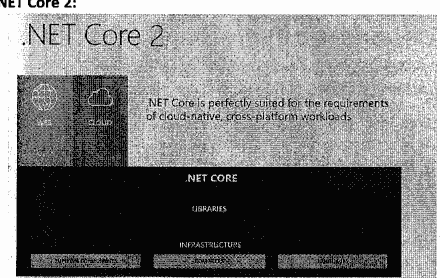 .NET Core 2:
.NET Core 2
.NET Core is perfectly suited for the requirements
of cloud-native, cross-platform workloads
CLOUD
.NET CORE
LIBRARIES
INFRASTRUCTURE